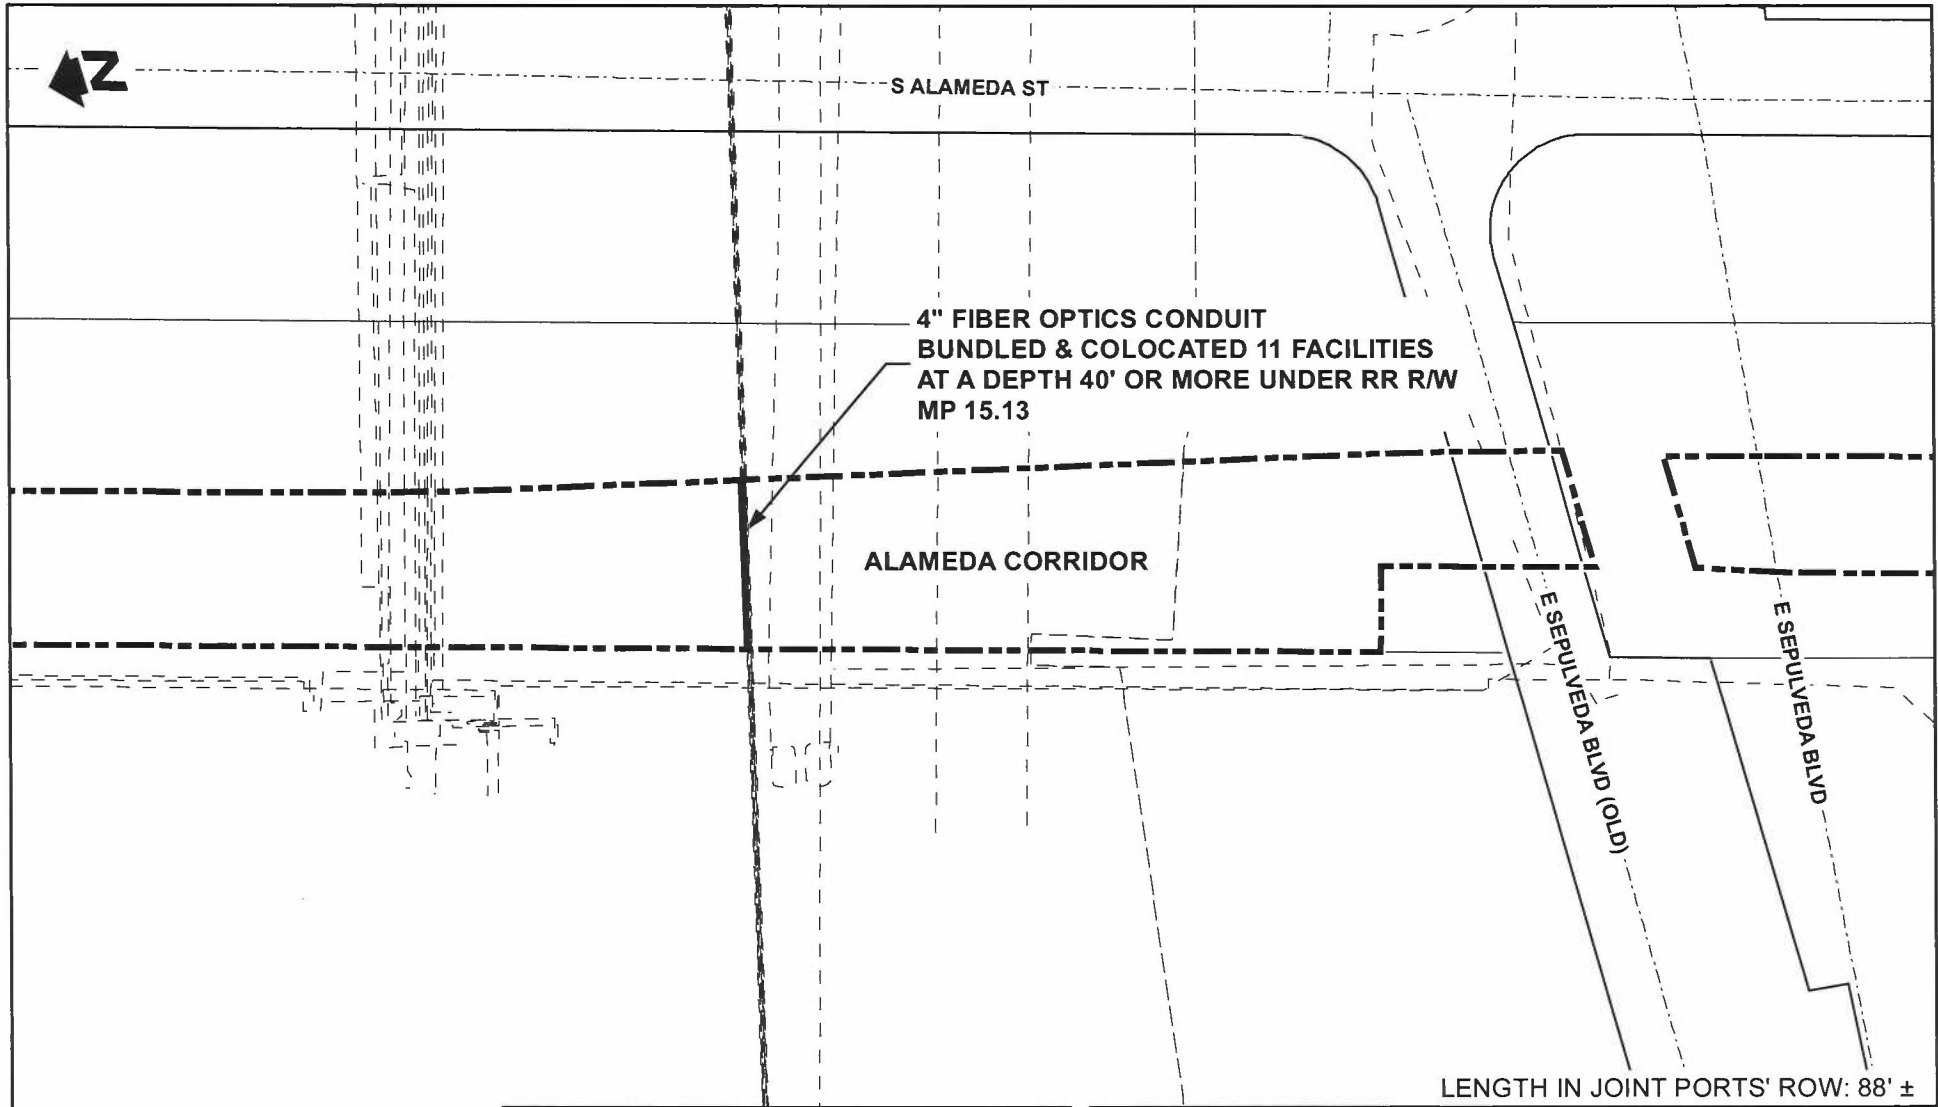 N
S ALAMEDA ST
4" FIBER OPTICS CONDUIT
BUNDLED & COLOCATED 11 FACILITIES
AT A DEPTH 40' OR MORE UNDER RR R/W
MP 15.13
ALAMEDA CORRIDOR
E SEPULVEDA BLVD (OLD)
E SEPULVEDA BLVD
LENGTH IN JOINT PORTS' ROW: 88' ±